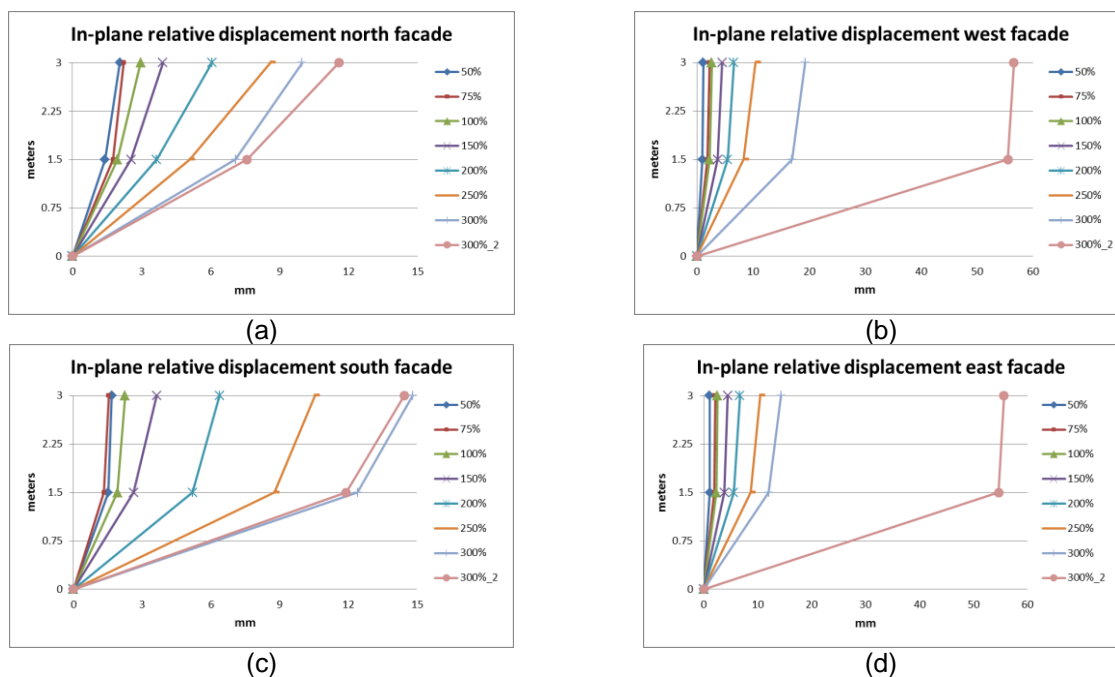 In-plane relative displacement north facade
3
2.25
1.5
0.75
0
meters
0 3 6 9 12 15
mm
50%
75%
100%
150%
200%
250%
300%
300%_2
(a)
In-plane relative displacement west facade
3
2.25
1.5
0.75
0
meters
0 10 20 30 40 50 60
mm
50%
75%
100%
150%
200%
250%
300%
300%_2
(b)
In-plane relative displacement south facade
3
2.25
1.5
0.75
0
meters
0 3 6 9 12 15
mm
50%
75%
100%
150%
200%
250%
300%
300%_2
(c)
In-plane relative displacement east facade
3
2.25
1.5
0.75
0
meters
0 10 20 30 40 50 60
mm
50%
75%
100%
150%
200%
250%
300%
300%_2
(d)